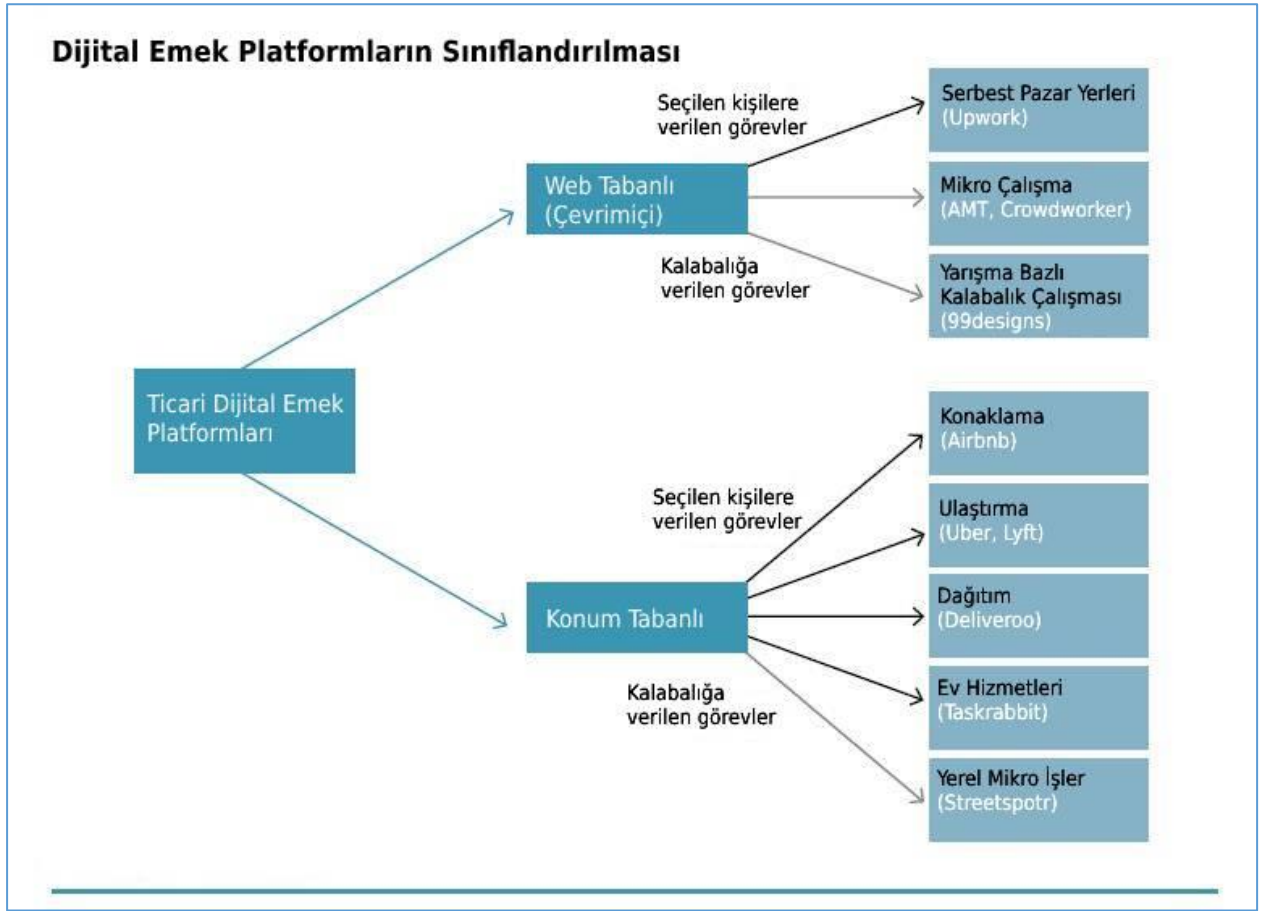 Dijital Emek Platformların Sınıflandırılması
Seçilen kişilere
verilen görevler
Serbest Pazar Yerleri
(Upwork)
Web Tabanlı
(Çevrimiçi)
Mikro Çalışma
(AMT, Crowdworker)
Kalabalığa
verilen görevler
Yarışma Bazlı
Kalabalık Çalışması
(99designs)
Ticari Dijital Emek
Platformları
Konaklama
(Airbnb)
Seçilen kişilere
verilen görevler
Ulaştırma
(Uber, Lyft)
Konum Tabanlı
Dağıtım
(Deliveroo)
Kalabalığa
verilen görevler
Ev Hizmetleri
(Taskrabbit)
Yerel Mikro İşler
(Streetspotr)